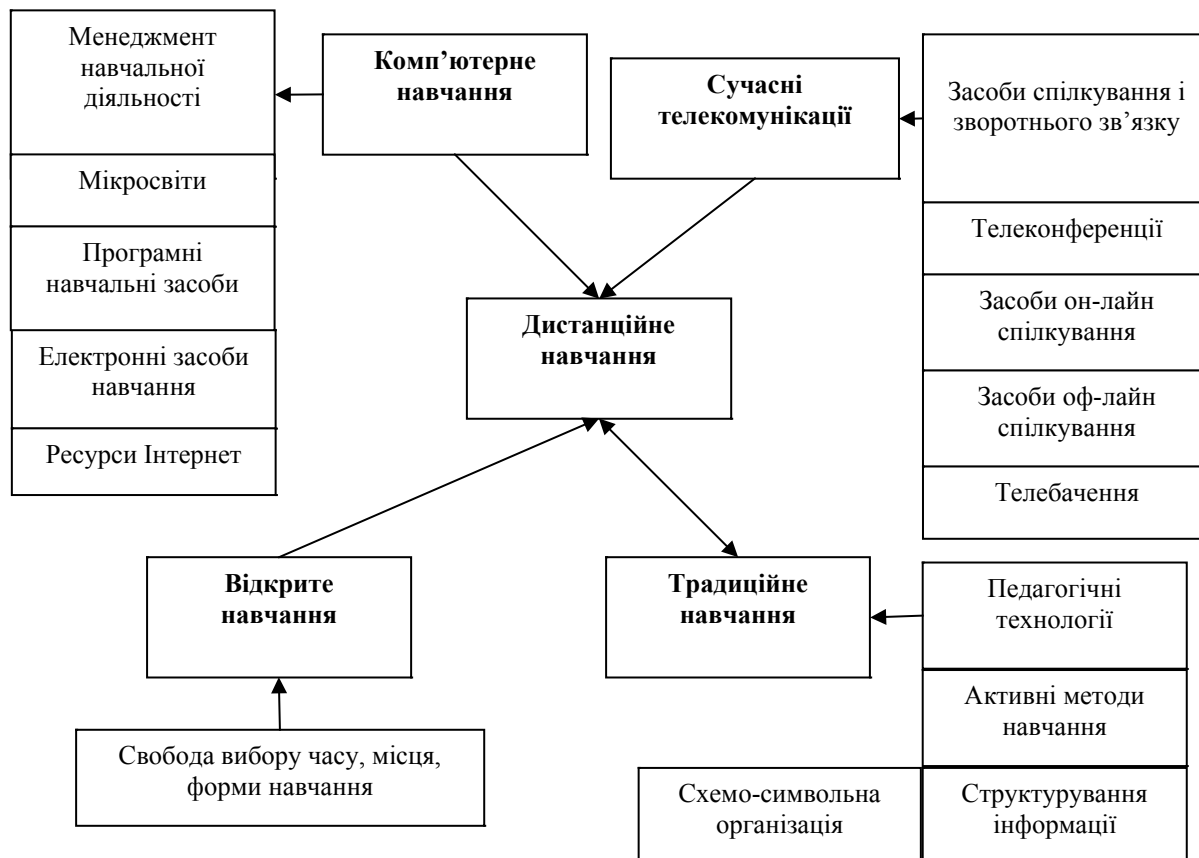 Менеджмент
навчальної
діяльності
Мікросвіти
Програмні
навчальні засоби
Електронні засоби
навчання
Ресурси Інтернет
Комп’ютерне
навчання
Сучасні
телекомунікації
Засоби спілкування і
зворотнього зв’язку
Телеконференції
Засоби он-лайн
спілкування
Засоби оф-лайн
спілкування
Телебачення
Дистанційне
навчання
Відкрите
навчання
Свобода вибору часу, місця,
форми навчання
Традиційне
навчання
Педагогічні
технології
Активні методи
навчання
Схемо-символьна
організація
Структурування
інформації